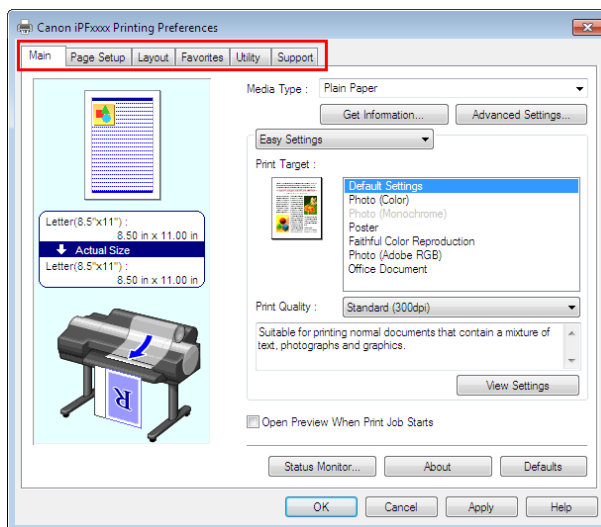 Canon iPFxxxx Printing Preferences
Main Page Setup Layout Favorites Utility Support
Media Type : Plain Paper
Get Information... Advanced Settings...
Easy Settings
Print Target :
Default Settings
Photo (Color)
Photo (Monochrome)
Poster
Faithful Color Reproduction
Photo (Adobe RGB)
Office Document
Letter(8.5"x11") :
8.50 in x 11.00 in
Actual Size
Letter(8.5"x11") :
8.50 in x 11.00 in
R
Print Quality : Standard (300dpi)
Suitable for printing normal documents that contain a mixture of
text, photographs and graphics.
View Settings
Open Preview When Print Job Starts
Status Monitor... About Defaults
OK Cancel Apply Help